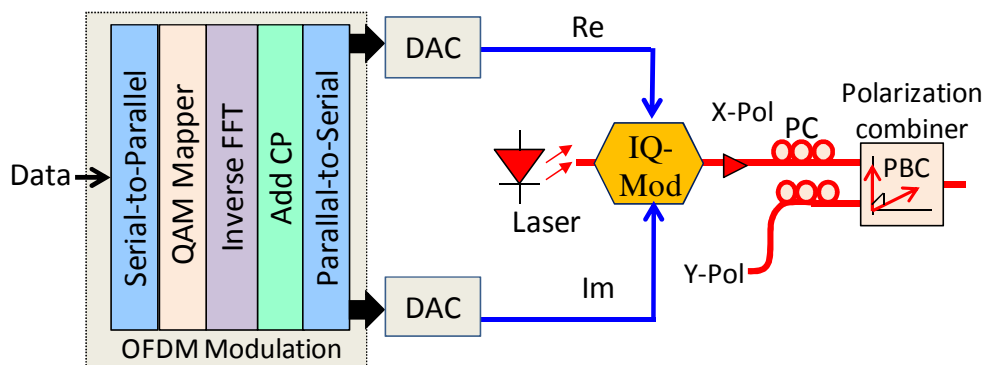 Data
Serial-to-Parallel
QAM Mapper
Inverse FFT
Add CP
Parallal-to-Serial
OFDM Modulation
DAC
DAC
Re
Im
Laser
IQ-
Mod
X-Pol
PC
Y-Pol
Polarization
combiner
PBC